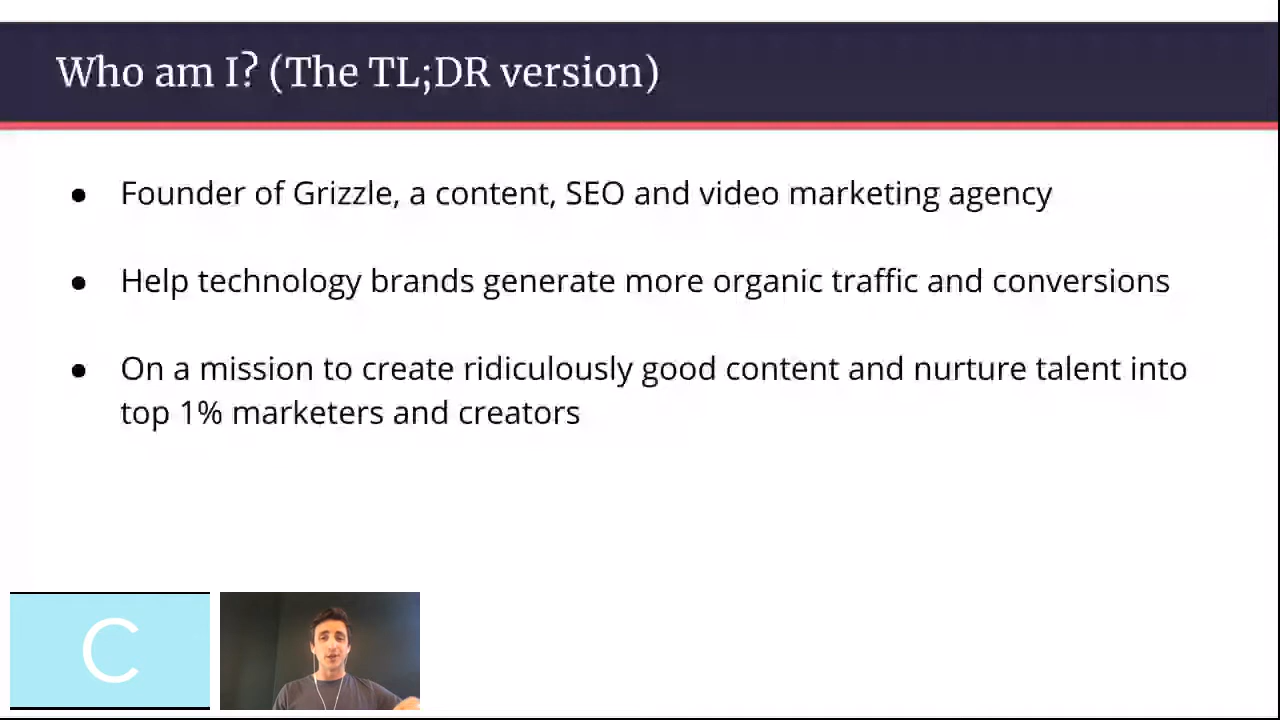 Who am I? (The TL;DR version)
● Founder of Grizzle, a content, SEO and video marketing agency
● Help technology brands generate more organic traffic and conversions
● On a mission to create ridiculously good content and nurture talent into
top 1% marketers and creators
C